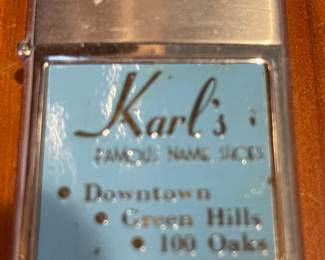 Karl's
FAMOUS NAME SHOES
• Downtown
• Green Hills
• 100 Oaks